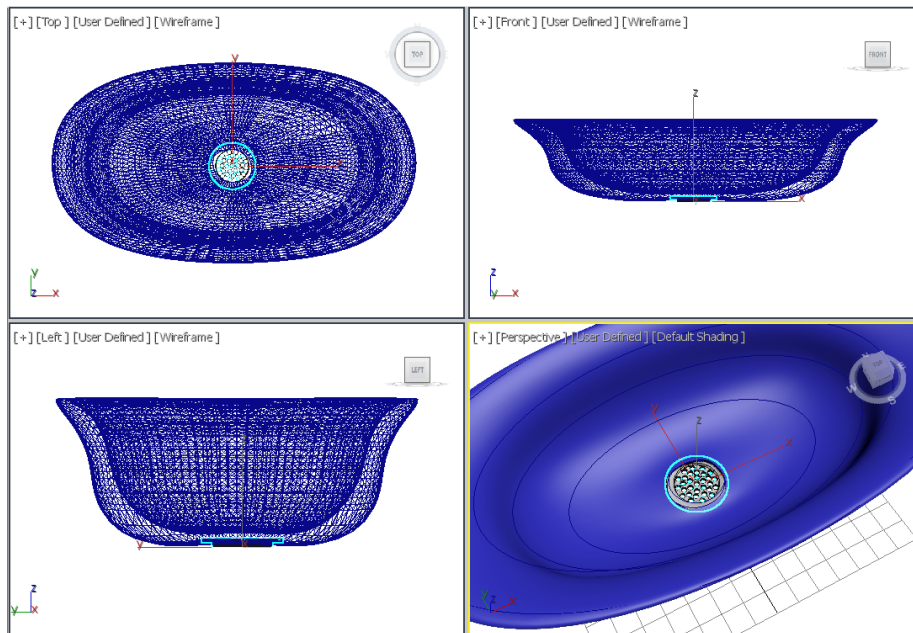 [+] [Top] [User Defined] [Wireframe]
TOP
y
x
y
z x
[+] [Front] [User Defined] [Wireframe]
FRONT
z
x
z
y x
[+] [Left] [User Defined] [Wireframe]
LEFT
y
x
z
y x
[+] [Perspective] [User Defined] [Default Shading]
TOP
W
S
y
z
x
z
y x